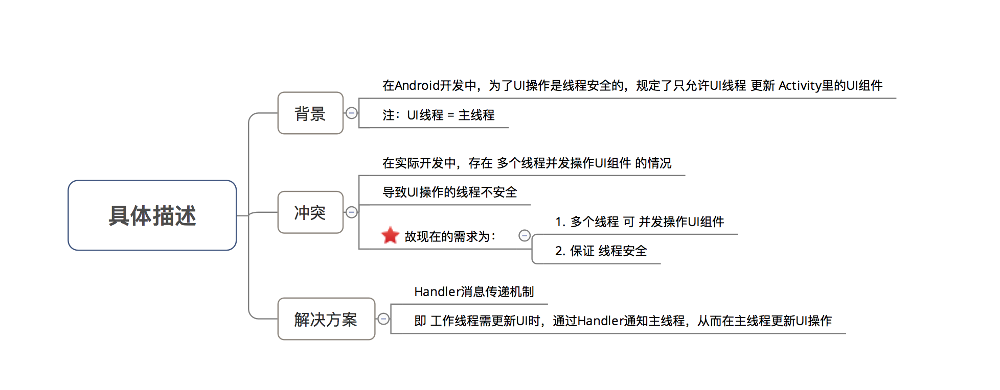 具体描述
背景
在Android开发中，为了UI操作是线程安全的，规定了只允许UI线程 更新 Activity里的UI组件
注：UI线程 = 主线程
冲突
在实际开发中，存在 多个线程并发操作UI组件 的情况
导致UI操作的线程不安全
故现在的需求为：
1. 多个线程 可 并发操作UI组件
2. 保证 线程安全
解决方案
Handler消息传递机制
即 工作线程需更新UI时，通过Handler通知主线程，从而在主线程更新UI操作